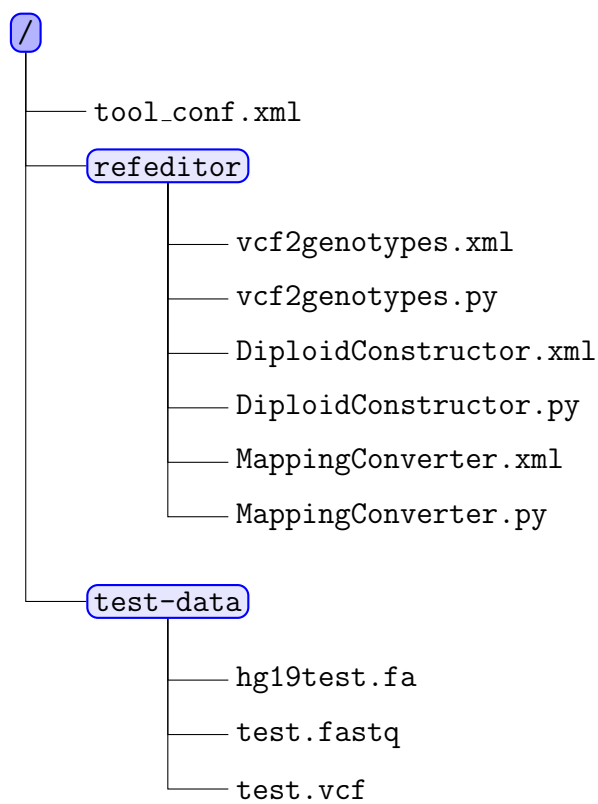 /
tool_conf.xml
refeditor
vcf2genotypes.xml
vcf2genotypes.py
DiploidConstructor.xml
DiploidConstructor.py
MappingConverter.xml
MappingConverter.py
test-data
hg19test.fa
test.fastq
test.vcf